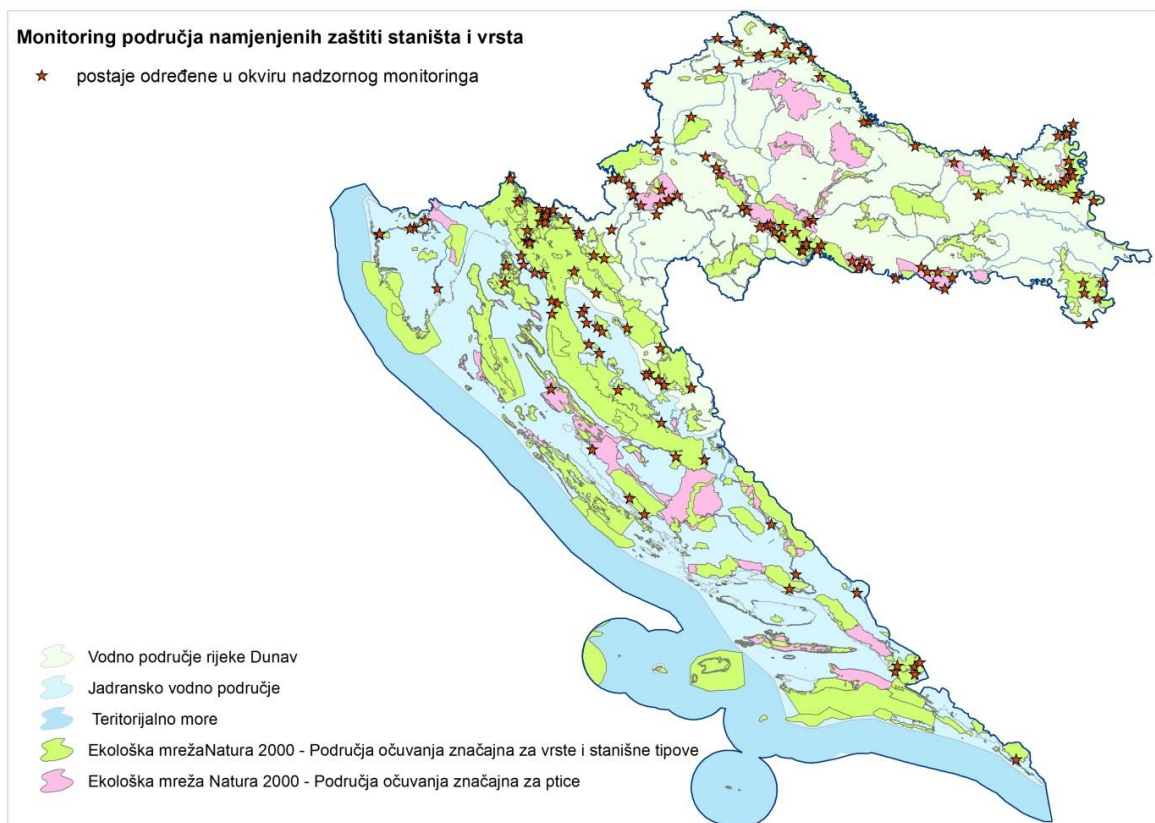 Monitoring područja namjenjenih zaštiti staništa i vrsta
postaje određene u okviru nadzornog monitoringa
Vodno područje rijeke Dunav
Jadransko vodno područje
Teritorijalno more
Ekološka mrežaNatura 2000 - Područja očuvanja značajna za vrste i stanišne tipove
Ekološka mreža Natura 2000 - Područja očuvanja značajna za ptice